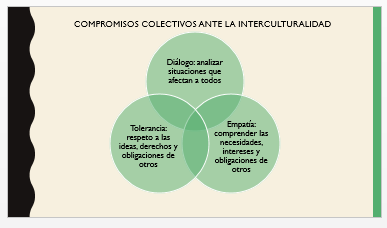 COMPROMISOS COLECTIVOS ANTE LA INTERCULTURALIDAD
Diálogo: analizar
situaciones que
afectan a todos
Tolerancia:
respeto a las
ideas, derechos y
obligaciones de
otros
Empatía:
comprender las
necesidades,
intereses y
obligaciones de
otros